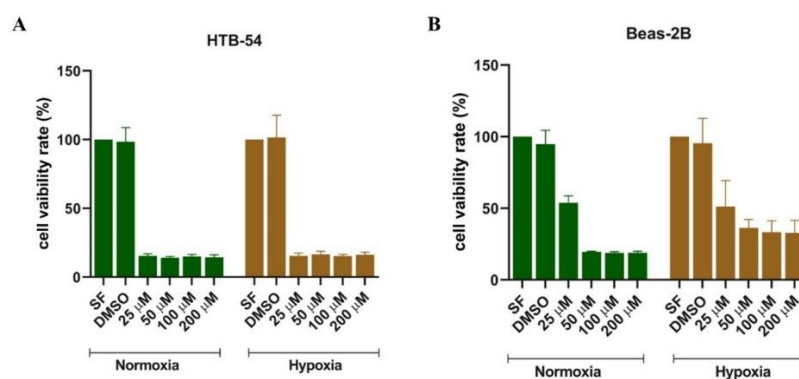 A
HTB-54
cell vaibility rate (%)
150
100
50
0
SF
DMSO
25 μM
50 μM
100 μM
200 μM
SF
DMSO
25 μM
50 μM
100 μM
200 μM
Normoxia
Hypoxia
B
Beas-2B
cell vaibility rate (%)
150
100
50
0
SF
DMSO
25 μM
50 μM
100 μM
200 μM
SF
DMSO
25 μM
50 μM
100 μM
200 μM
Normoxia
Hypoxia